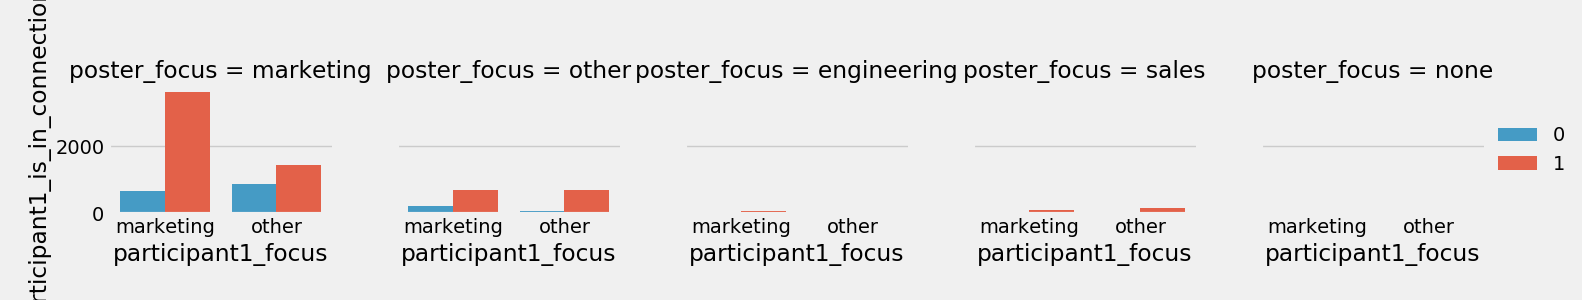 poster_focus = marketing
poster_focus = other
poster_focus = engineering
poster_focus = sales
poster_focus = none
2000
0
marketing other
marketing other
marketing other
marketing other
marketing other
participant1_focus
participant1_focus
participant1_focus
participant1_focus
participant1_focus
0
1